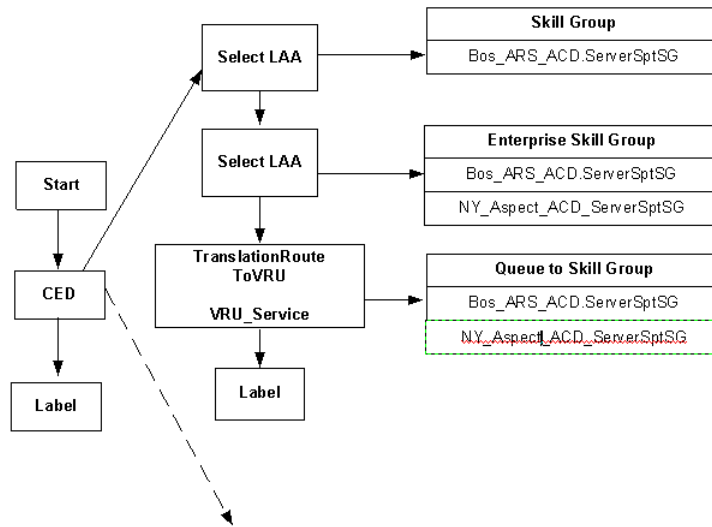 Start
CED
Label
Select LAA
Select LAA
TranslationRoute
ToVRU
VRU_Service
Label
Skill Group
Bos_ARS_ACD.ServerSptSG
Enterprise Skill Group
Bos_ARS_ACD.ServerSptSG
NY_Aspect_ACD_ServerSptSG
Queue to Skill Group
Bos_ARS_ACD.ServerSptSG
NY_Aspect_ACD_ServerSptSG